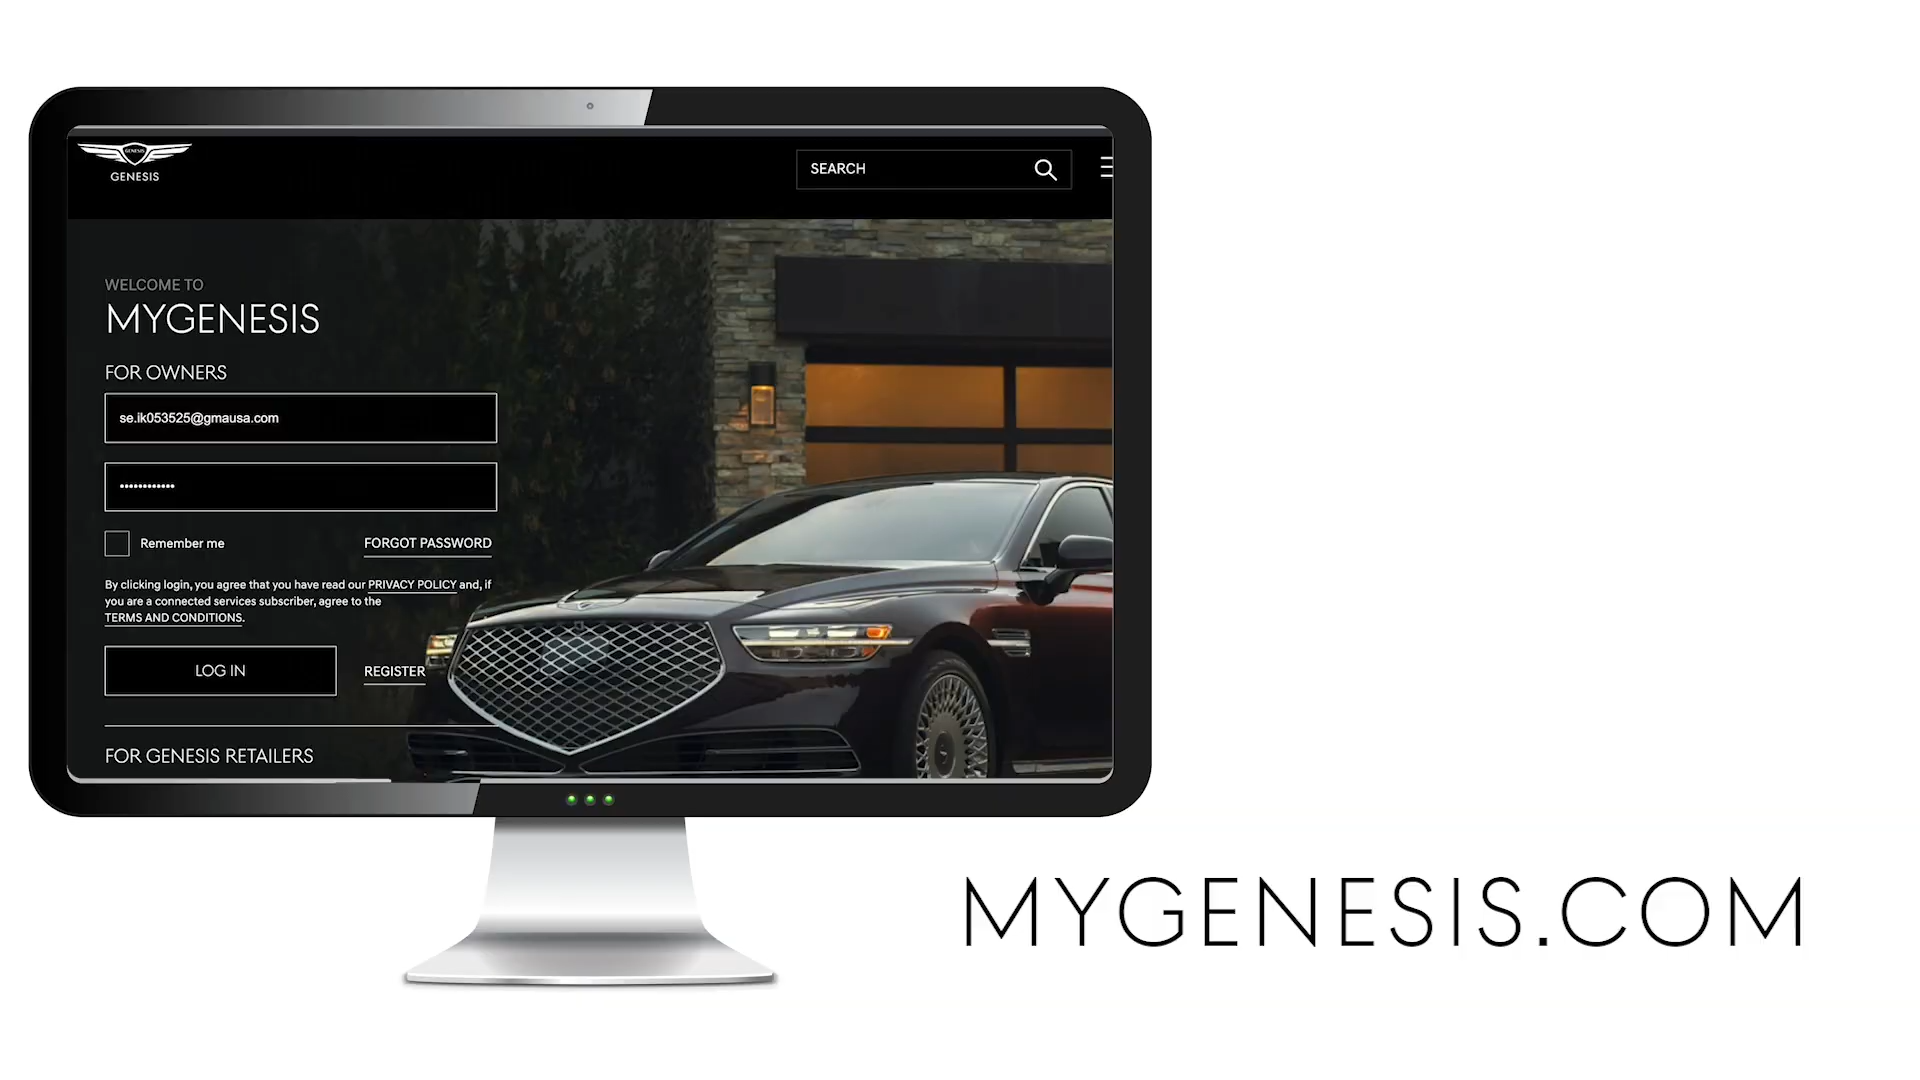 GENESIS
GENESIS
SEARCH
WELCOME TO
MYGENESIS
FOR OWNERS
se.ik053525@gmausa.com
••••••••••••
Remember me
FORGOT PASSWORD
By clicking login, you agree that you have read our PRIVACY POLICY and, if
you are a connected services subscriber, agree to the
TERMS AND CONDITIONS.
LOG IN
REGISTER
FOR GENESIS RETAILERS
MYGENESIS.COM